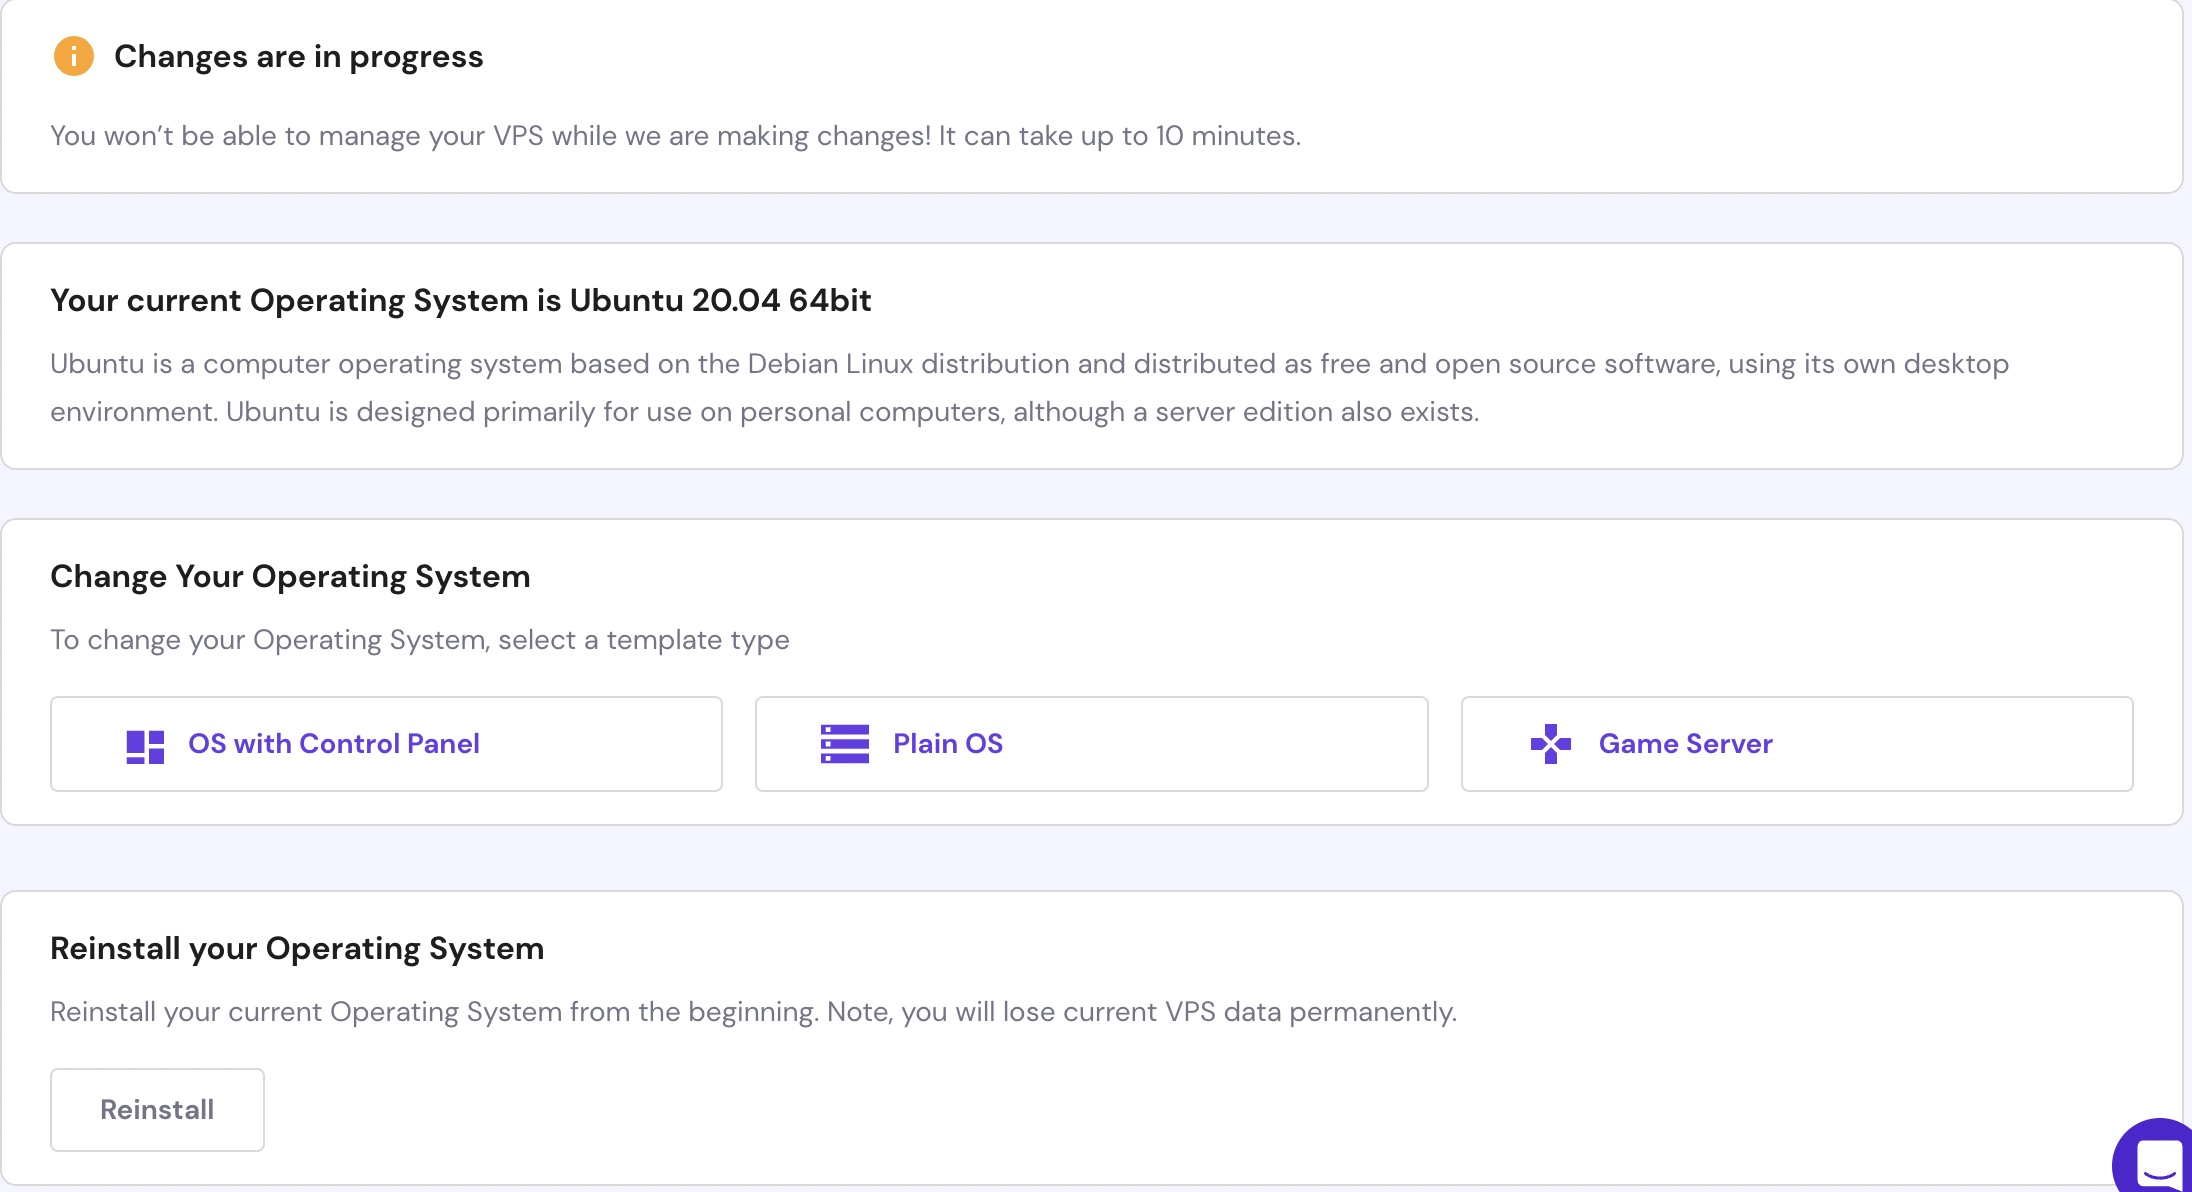 Changes are in progress
You won’t be able to manage your VPS while we are making changes! It can take up to 10 minutes.
Your current Operating System is Ubuntu 20.04 64bit
Ubuntu is a computer operating system based on the Debian Linux distribution and distributed as free and open source software, using its own desktop
environment. Ubuntu is designed primarily for use on personal computers, although a server edition also exists.
Change Your Operating System
To change your Operating System, select a template type
OS with Control Panel
Plain OS
Game Server
Reinstall your Operating System
Reinstall your current Operating System from the beginning. Note, you will lose current VPS data permanently.
Reinstall